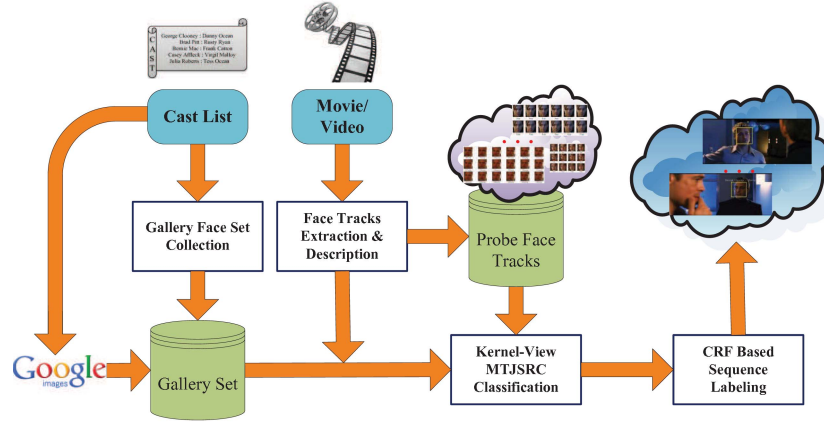 CAST
George Clooney : Danny Ocean
Brad Pitt : Rusty Ryan
Bernie Mac : Frank Catton
Casey Affleck : Virgil Malloy
Julia Roberts : Tess Ocean
Cast List
Movie/
Video
Gallery Face Set
Collection
Face Tracks
Extraction &
Description
Probe Face
Tracks
Google
images
Gallery Set
Kernel-View
MTJSRC
Classification
CRF Based
Sequence
Labeling